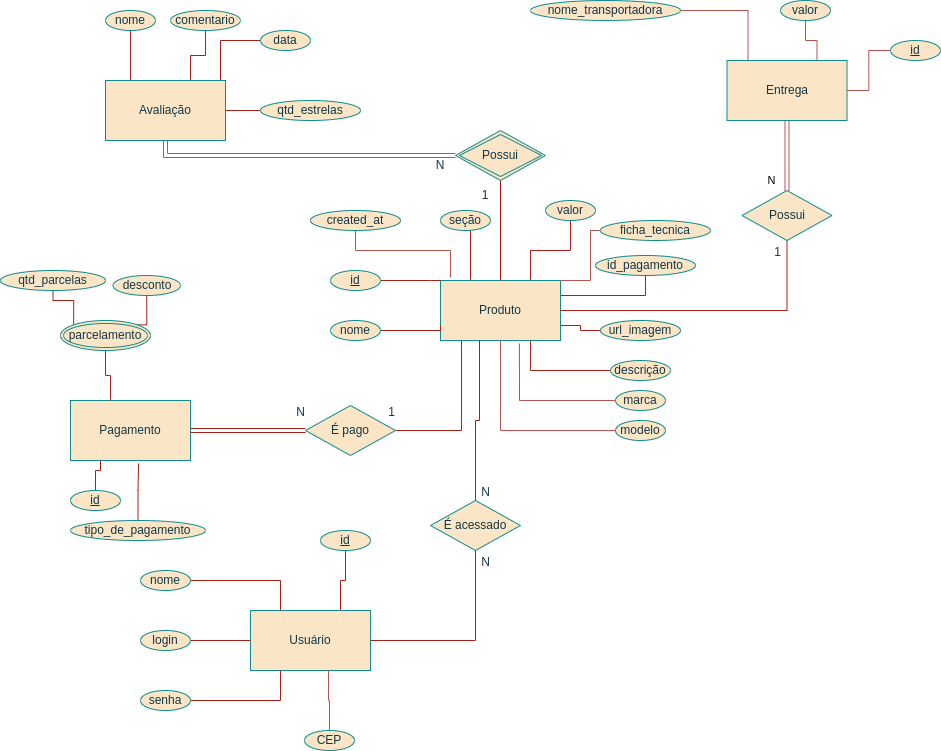 nome_transportadora
valor
nome
comentario
data
id
Entrega
Avaliação
qtd_estrelas
Possui
N
N
1
Possui
1
created_at
seção
valor
ficha_tecnica
id_pagamento
id
qtd_parcelas
desconto
Produto
nome
url_imagem
parcelamento
descrição
marca
N
1
Pagamento
É pago
modelo
id
N
tipo_de_pagamento
É acessado
id
N
nome
login
Usuário
senha
CEP